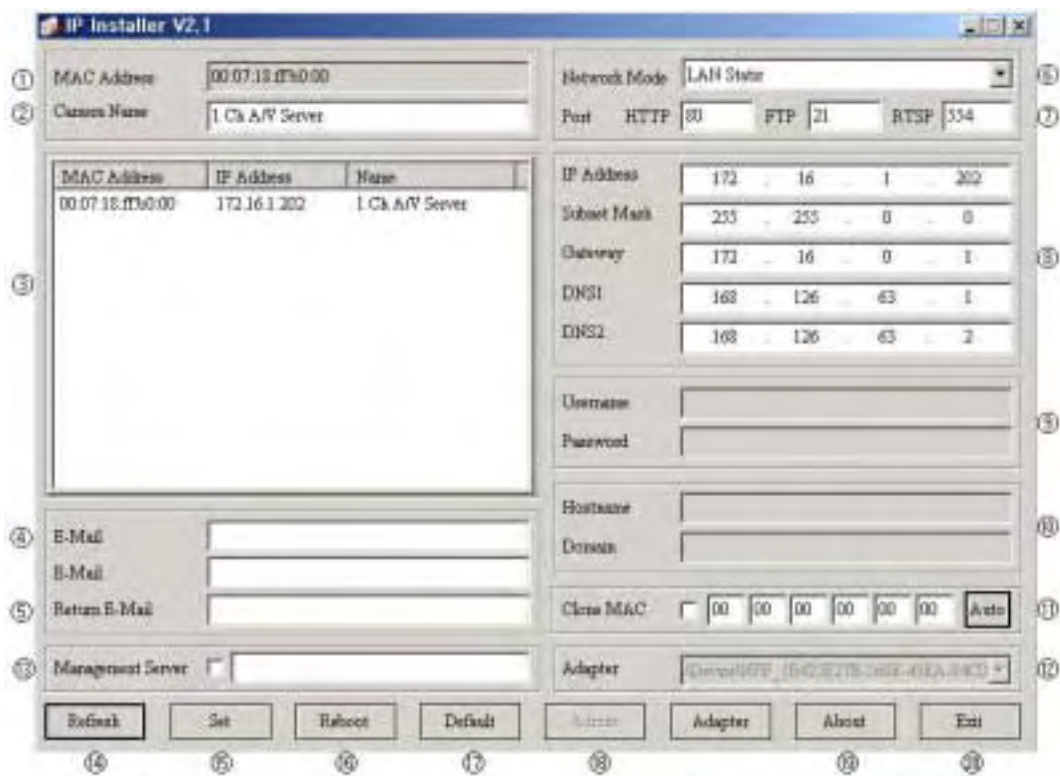 IP Installer V2,1
① MAC Address 00:07:18:ff:b0:00
② Camera Name 1 Ch A/V Server
Network Mode LAN Static ⑥
Port HTTP 80 FTP 21 RTSP 554 ⑦
③
MAC Address IP Address Name
00:07:18:ff:b0:00 172.16.1.202 1 Ch A/V Server
IP Address 172 . 16 . 1 . 202
Subnet Mask 255 . 255 . 0 . 0
Gateway 172 . 16 . 0 . 1
DNS1 168 . 126 . 63 . 1
DNS2 168 . 126 . 63 . 2
⑧
Username
Password
⑨
④ E-Mail
E-Mail
⑤ Return E-Mail
Hostname
Domain
⑩
Clone MAC 00 00 00 00 00 00 Auto ⑪
⑬ Management Server
Adapter ⑫
Refresh Set Reboot Default Admin Adapter About Exit
⑭ ⑮ ⑯ ⑰ ⑱ ⑲ ⑳